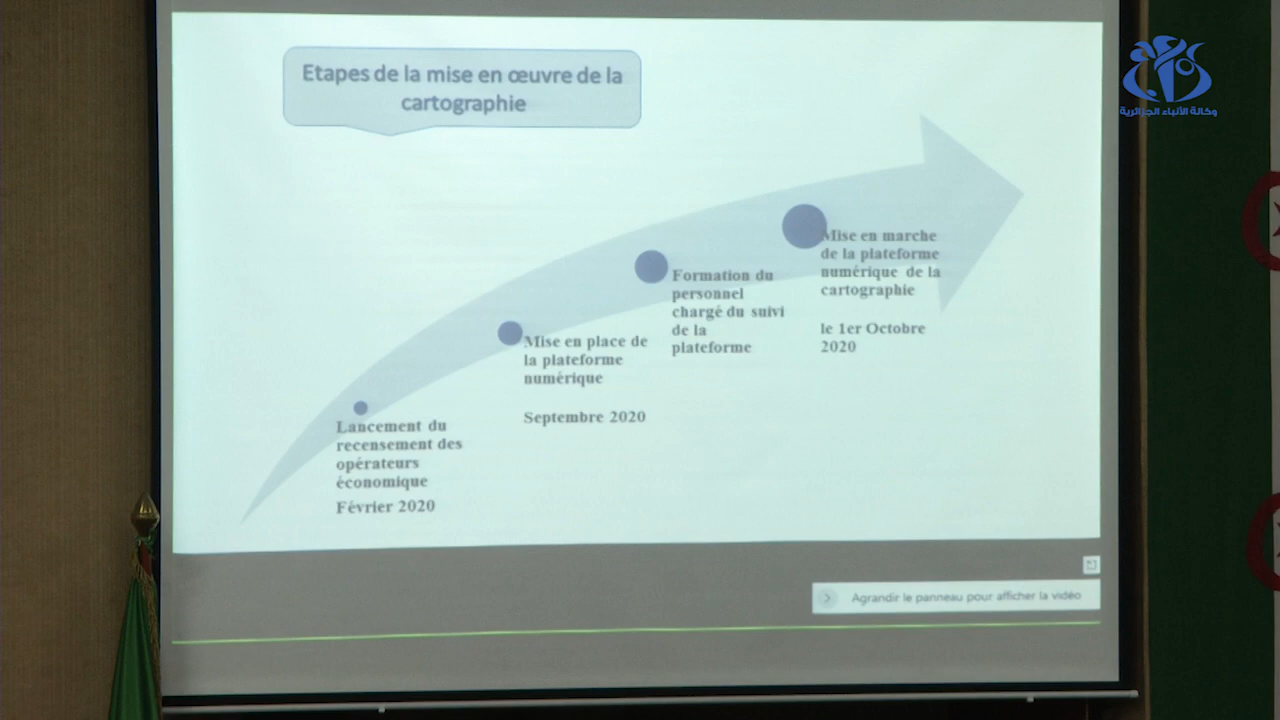 Etapes de la mise en œuvre de la
cartographie
وكالة الأنباء الجزائرية
Lancement du
recensement des
opérateurs
économique
Février 2020
Mise en place de
la plateforme
numérique
Septembre 2020
Formation du
personnel
chargé du suivi
de la
plateforme
Mise en marche
de la plateforme
numérique de la
cartographie
le 1er Octobre
2020
Agrandir le panneau pour afficher la vidéo